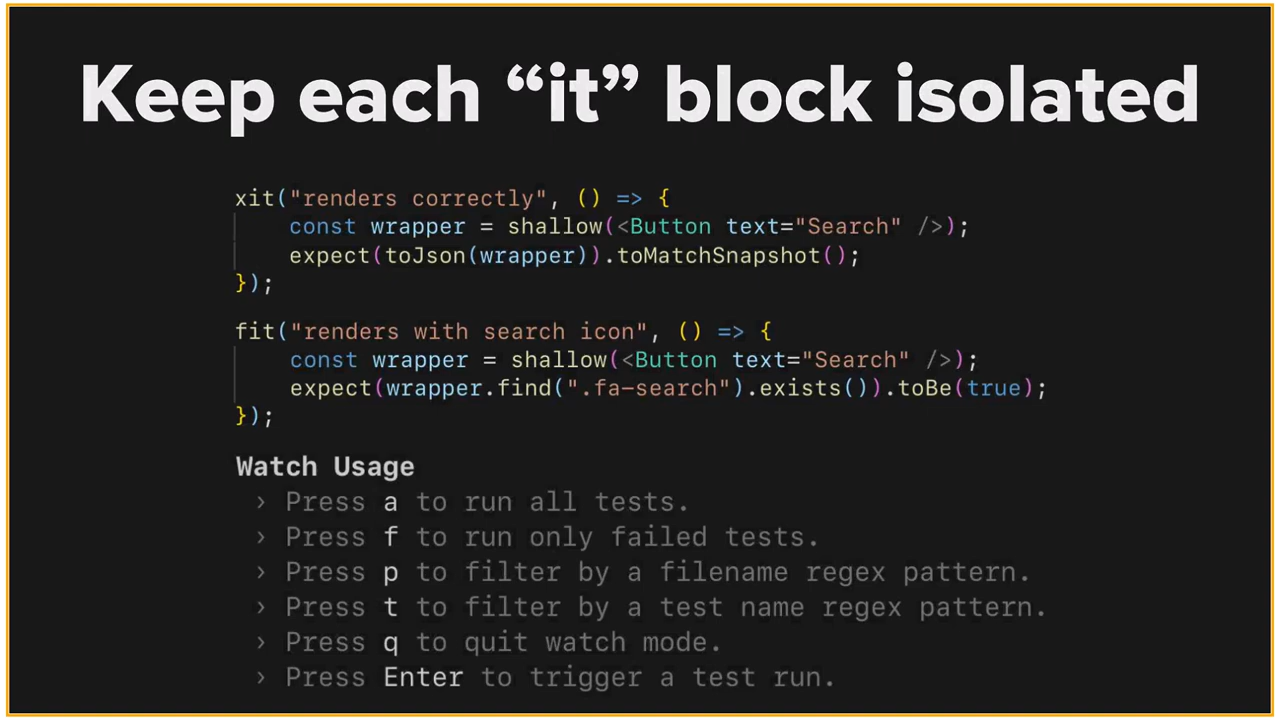 Keep each “it” block isolated
xit("renders correctly", () => {
const wrapper = shallow(<Button text="Search" />);
expect(toJson(wrapper)).toMatchSnapshot();
});
fit("renders with search icon", () => {
const wrapper = shallow(<Button text="Search" />);
expect(wrapper.find(".fa-search").exists()).toBe(true);
});
Watch Usage
› Press a to run all tests.
› Press f to run only failed tests.
› Press p to filter by a filename regex pattern.
› Press t to filter by a test name regex pattern.
› Press q to quit watch mode.
› Press Enter to trigger a test run.